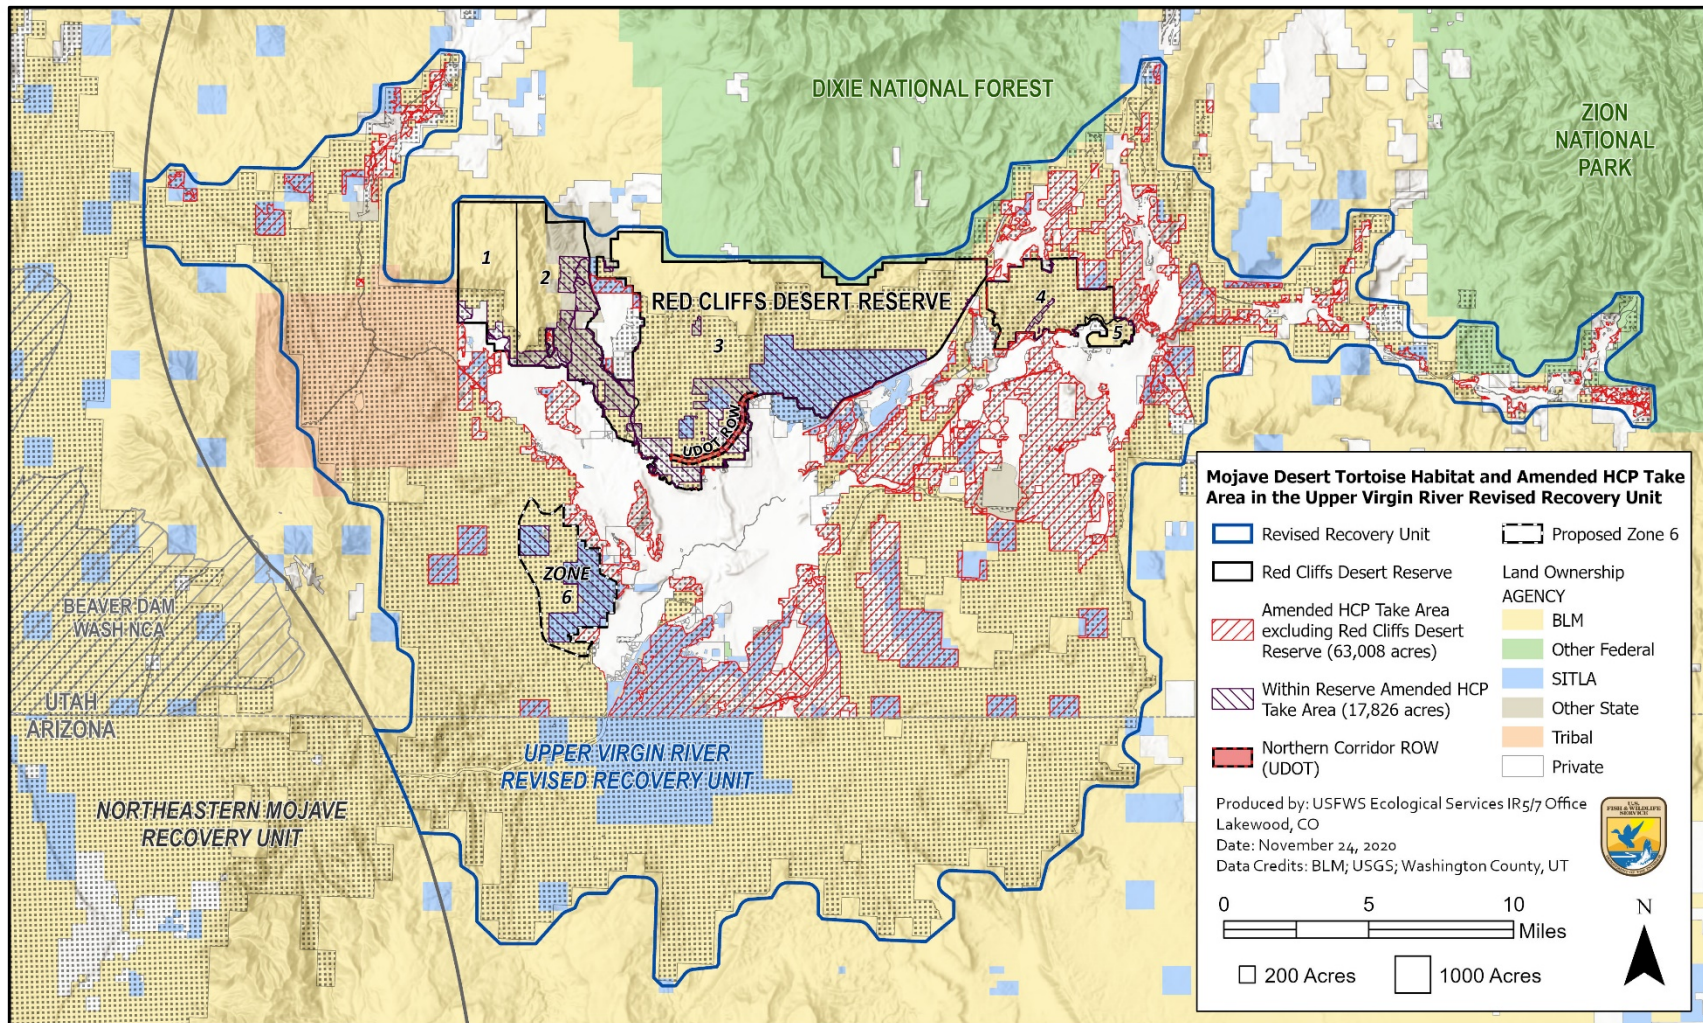 DIXIE NATIONAL FOREST
ZION
NATIONAL
PARK
1
2
RED CLIFFS DESERT RESERVE
3
4
5
UDOT ROW
ZONE
6
BEAVER DAM
WASH NCA
UTAH
ARIZONA
UPPER VIRGIN RIVER
REVISED RECOVERY UNIT
NORTHEASTERN MOJAVE
RECOVERY UNIT
Mojave Desert Tortoise Habitat and Amended HCP Take
Area in the Upper Virgin River Revised Recovery Unit
Revised Recovery Unit
Red Cliffs Desert Reserve
Amended HCP Take Area
excluding Red Cliffs Desert
Reserve (63,008 acres)
Within Reserve Amended HCP
Take Area (17,826 acres)
Northern Corridor ROW
(UDOT)
Proposed Zone 6
Land Ownership
AGENCY
BLM
Other Federal
SITLA
Other State
Tribal
Private
Produced by: USFWS Ecological Services IR5/7 Office
Lakewood, CO
Date: November 24, 2020
Data Credits: BLM; USGS; Washington County, UT
U.S.
FISH & WILDLIFE
SERVICE
0 5 10
Miles
200 Acres
1000 Acres
N